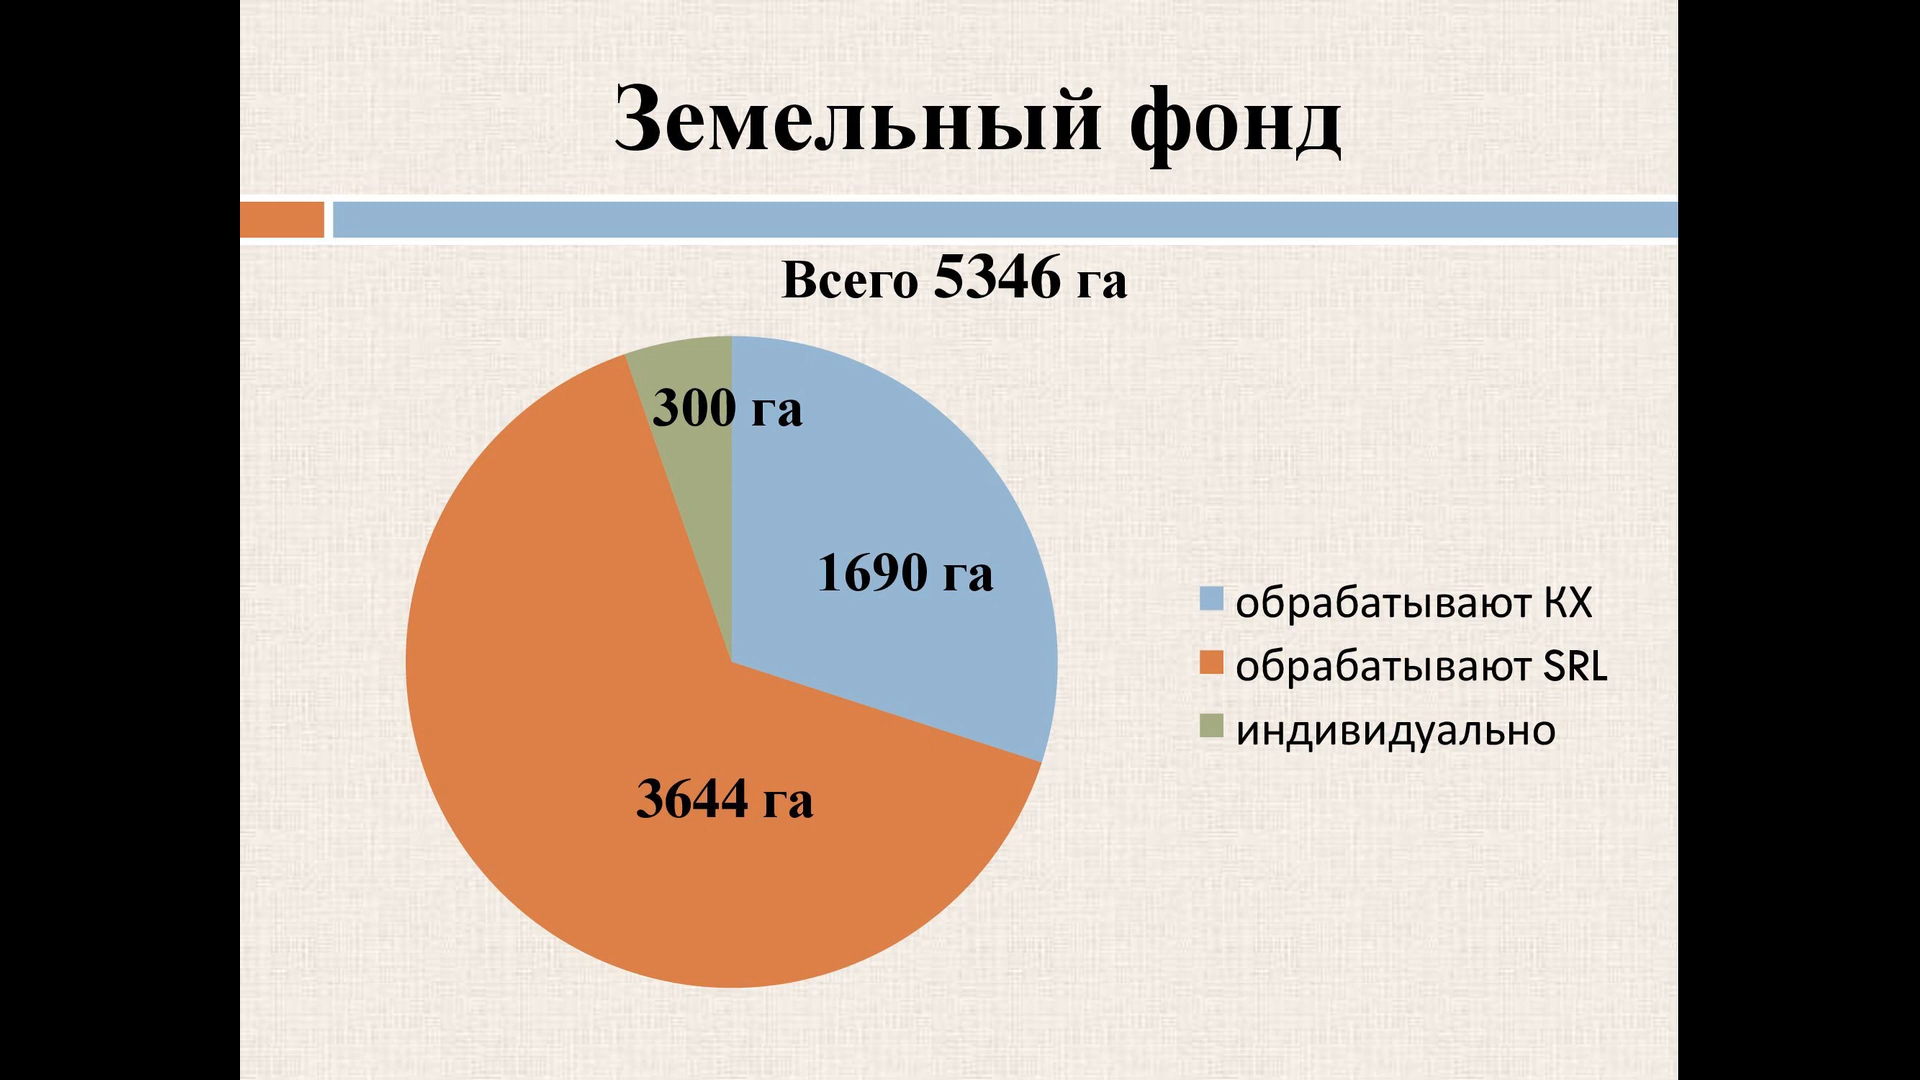 Земельный фонд
Всего 5346 га
300 га
1690 га
3644 га
обрабатывают КХ
обрабатывают SRL
индивидуально